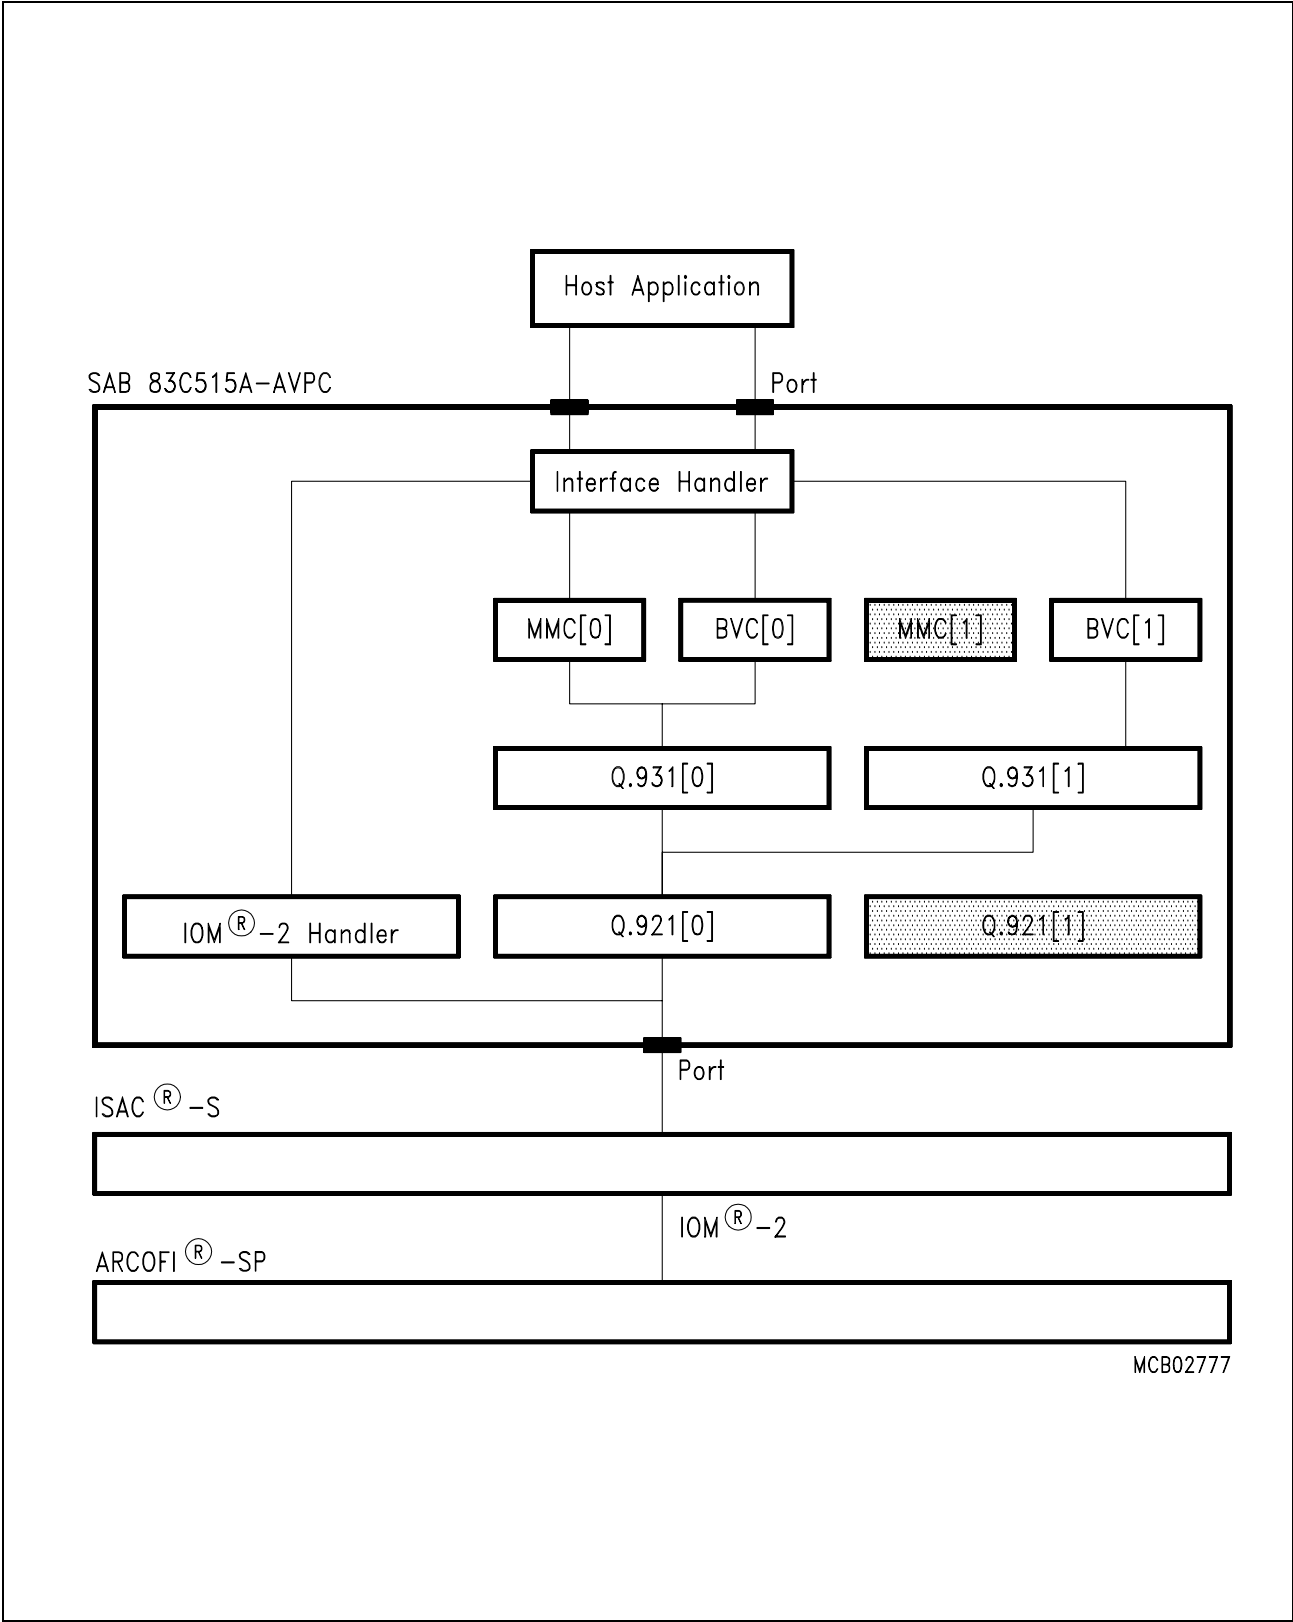 Host Application
SAB 83C515A-AVPC
Port
Interface Handler
MMC[0]
BVC[0]
MMC[1]
BVC[1]
Q.931[0]
Q.931[1]
IOM®-2 Handler
Q.921[0]
Q.921[1]
Port
ISAC®-S
IOM®-2
ARCOFI®-SP
MCB02777